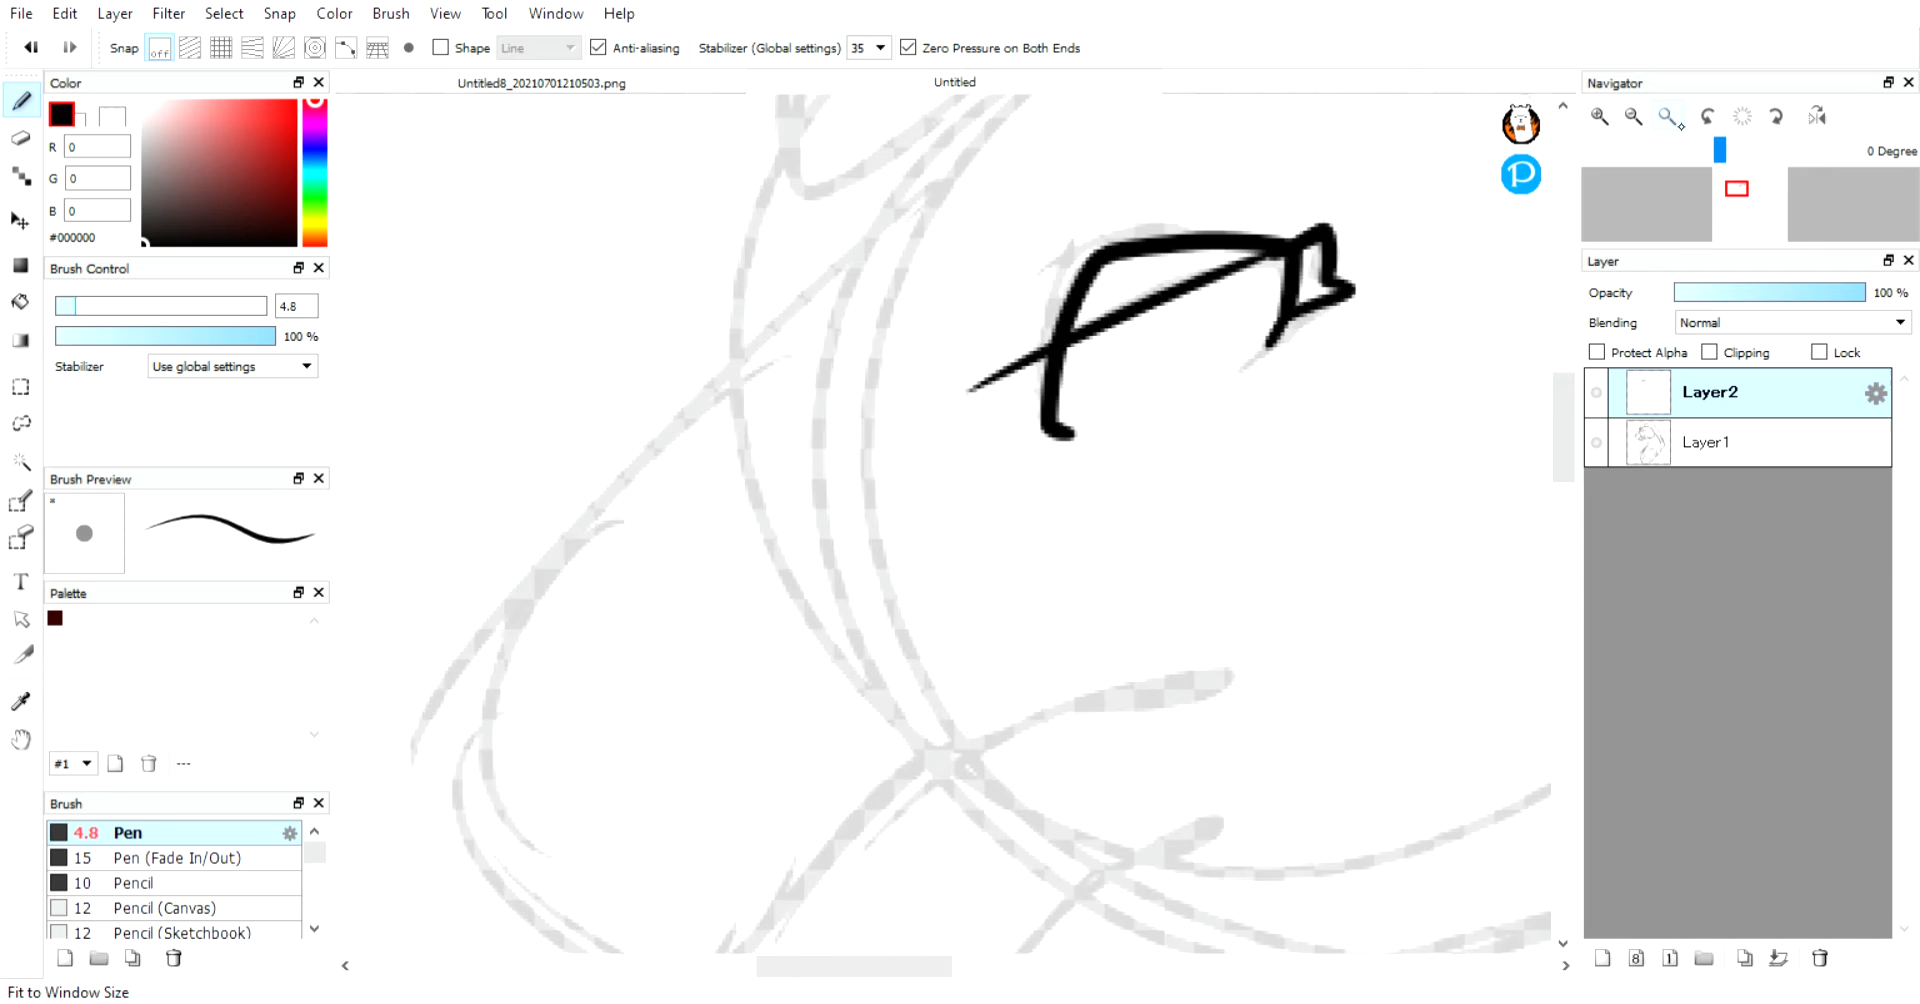 File Edit Layer Filter Select Snap Color Brush View Tool Window Help
Snap off Shape Line Anti-aliasing Stabilizer (Global settings) 35 Zero Pressure on Both Ends
Color
R 0
G 0
B 0
#000000
Brush Control
4.8
100 %
Stabilizer Use global settings
Brush Preview
Palette
#1 ---
Brush
4.8 Pen
15 Pen (Fade In/Out)
10 Pencil
12 Pencil (Canvas)
12 Pencil (Sketchbook)
Fit to Window Size
Untitled8_20210701210503.png Untitled
P
Navigator
0 Degree
Layer
Opacity 100 %
Blending Normal
Protect Alpha Clipping Lock
Layer2
Layer1
8 1
T